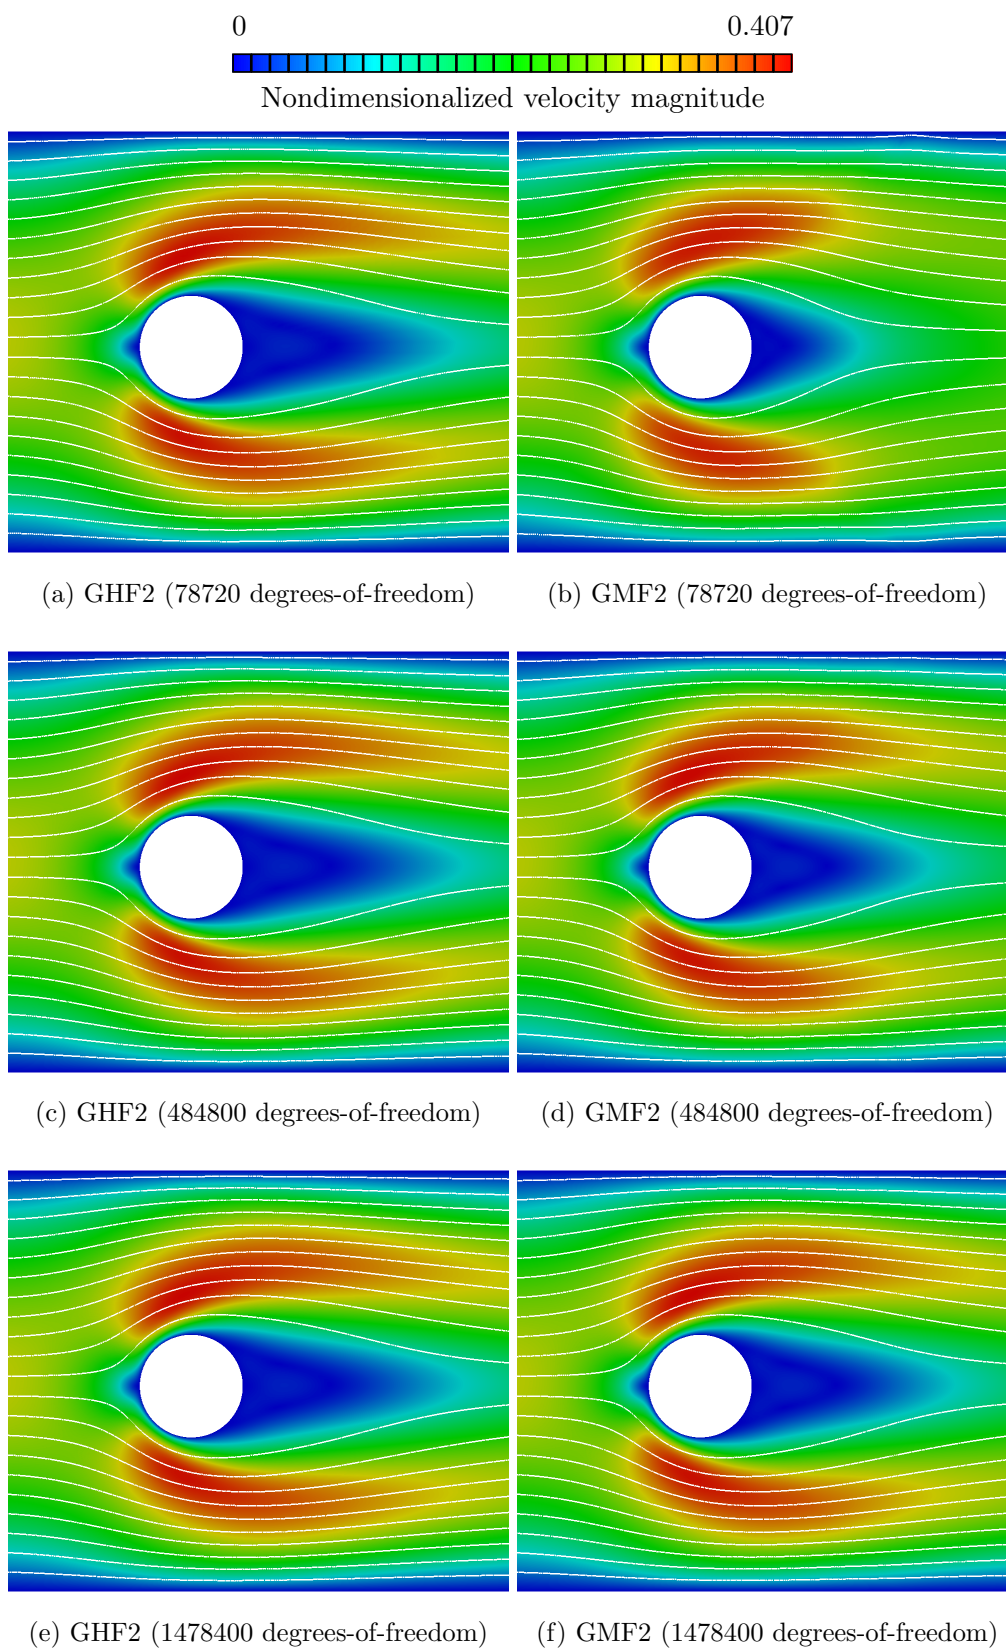 0 0.407
Nondimensionalized velocity magnitude
(a) GHF2 (78720 degrees-of-freedom)
(b) GMF2 (78720 degrees-of-freedom)
(c) GHF2 (484800 degrees-of-freedom)
(d) GMF2 (484800 degrees-of-freedom)
(e) GHF2 (1478400 degrees-of-freedom)
(f) GMF2 (1478400 degrees-of-freedom)